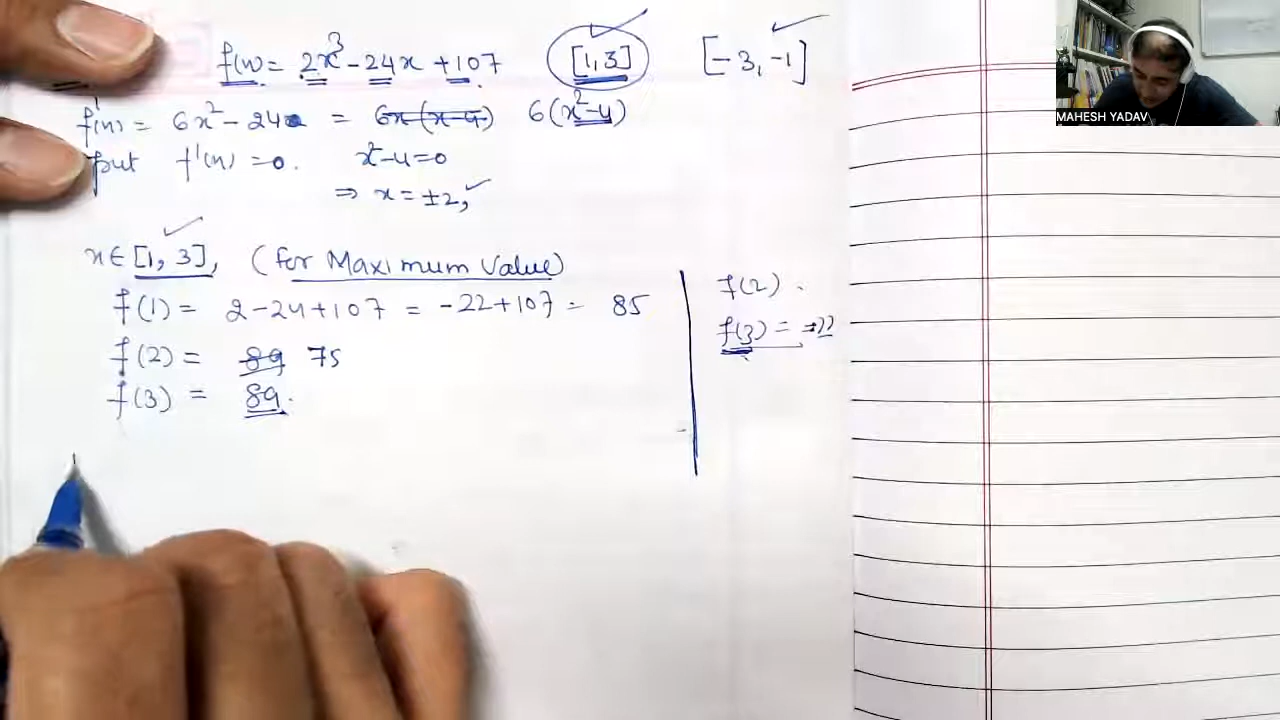 f(x) = 2x³ - 24x + 107 [1, 3] [-3, -1]
f'(x) = 6x² - 24 = 6x(x-4) 6(x²-4)
put f'(x) = 0. x²-4=0
⇒ x = ±2,
x ∈ [1, 3], (for Maximum Value)
f(1) = 2-24+107 = -22+107 = 85
f(2) = 89 75
f(3) = 89.
f(2).
f(3) =
MAHESH YADAV